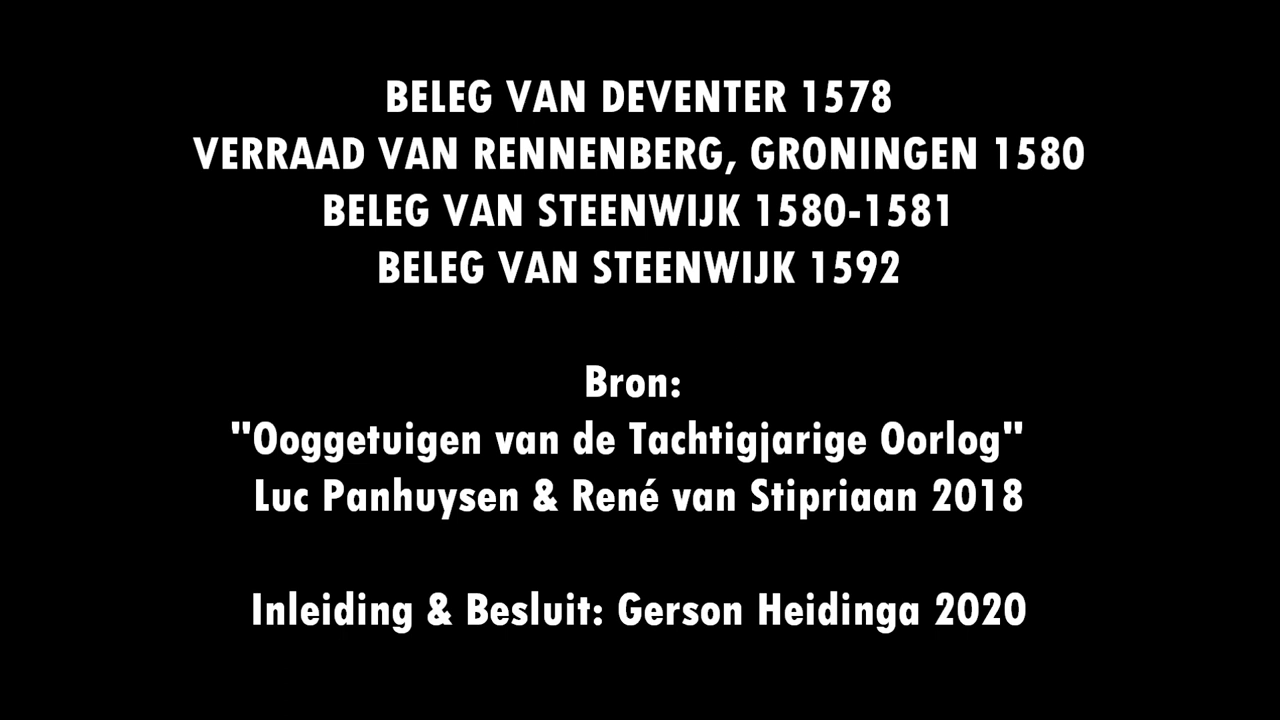 BELEG VAN DEVENTER 1578
VERRAAD VAN RENNENBERG, GRONINGEN 1580
BELEG VAN STEENWIJK 1580-1581
BELEG VAN STEENWIJK 1592
Bron:
"Ooggetuigen van de Tachtigjarige Oorlog"
Luc Panhuysen & René van Stipriaan 2018
Inleiding & Besluit: Gerson Heidinga 2020